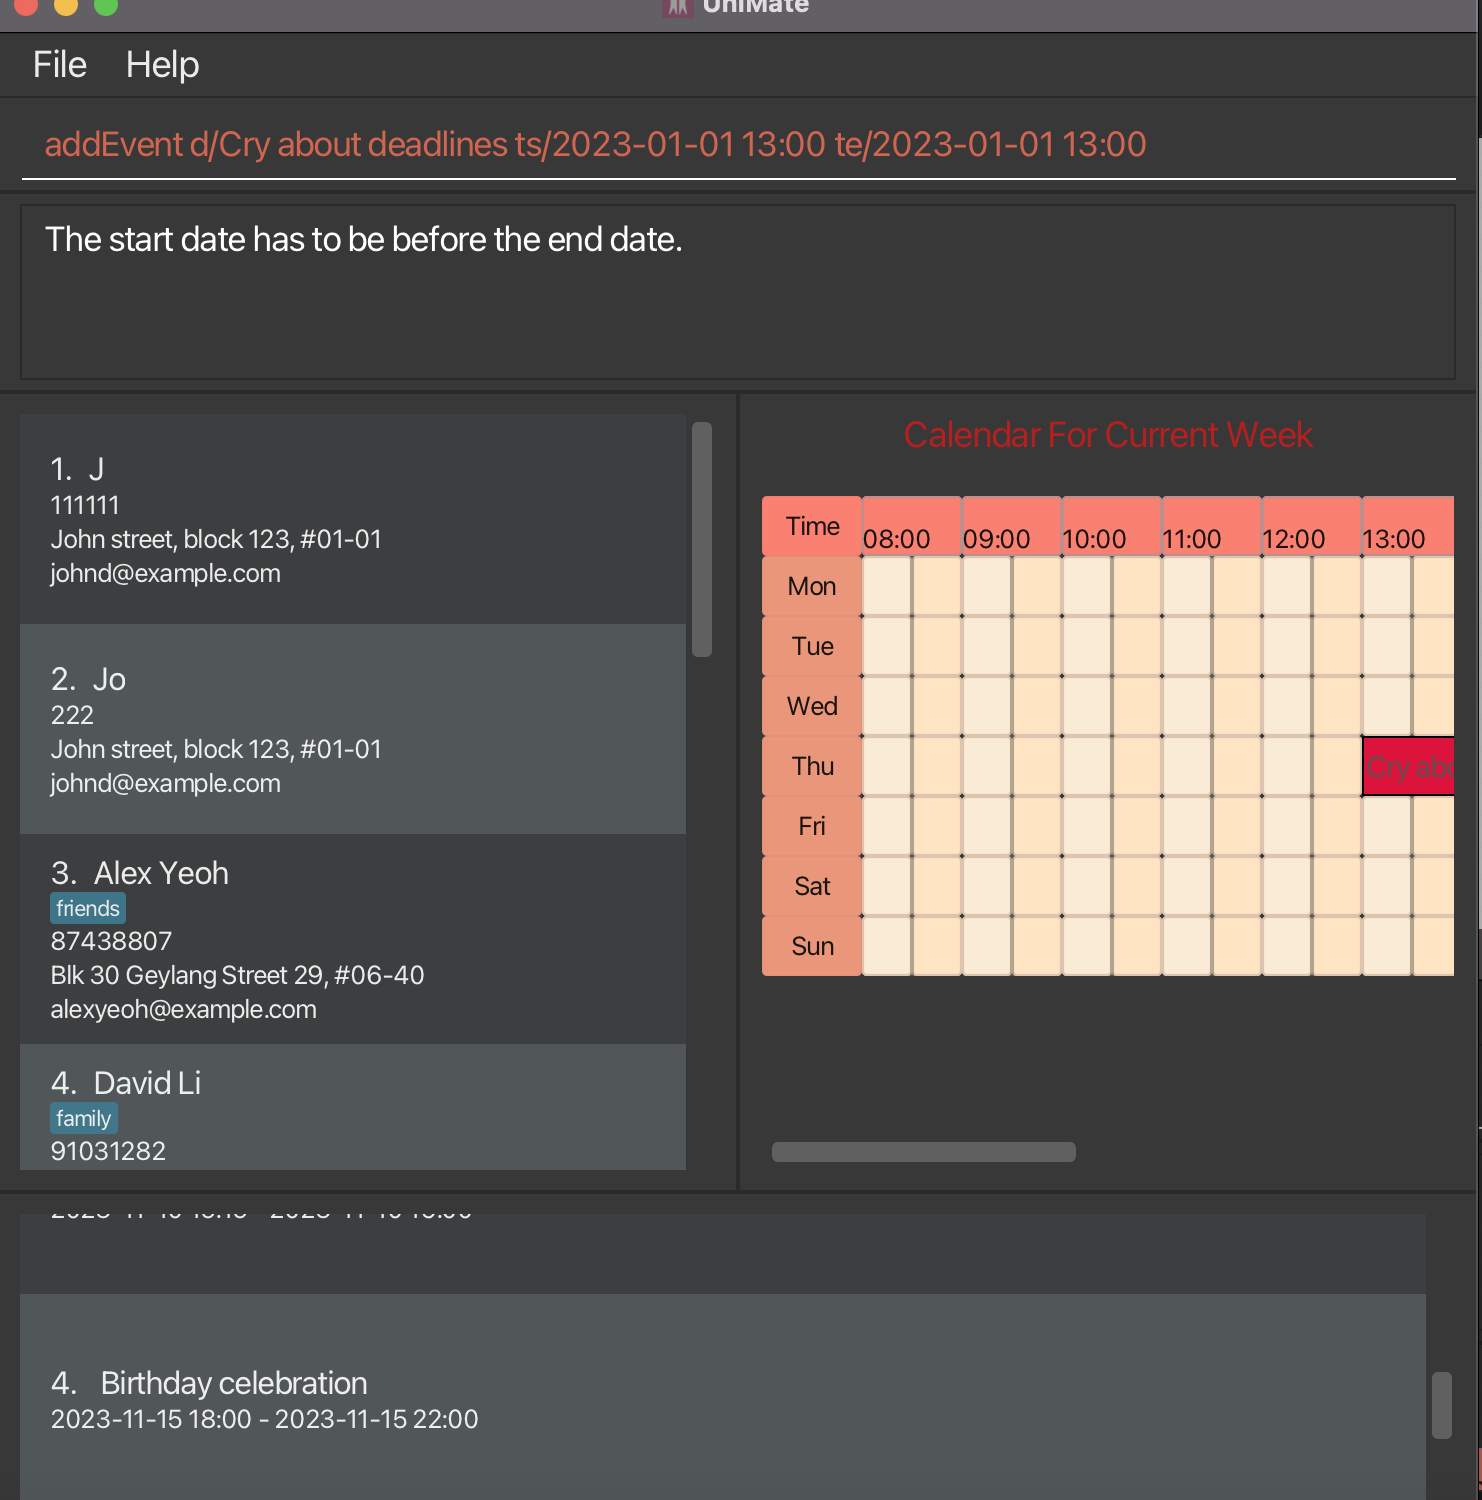 UniMate
File Help
addEvent d/Cry about deadlines ts/2023-01-01 13:00 te/2023-01-01 13:00
The start date has to be before the end date.
1. J
111111
John street, block 123, #01-01
johnd@example.com
2. Jo
222
John street, block 123, #01-01
johnd@example.com
3. Alex Yeoh
friends
87438807
Blk 30 Geylang Street 29, #06-40
alexyeoh@example.com
4. David Li
family
91031282
Calendar For Current Week
Time 08:00 09:00 10:00 11:00 12:00 13:00
Mon
Tue
Wed
Thu Cry abo
Fri
Sat
Sun
4. Birthday celebration
2023-11-15 18:00 - 2023-11-15 22:00